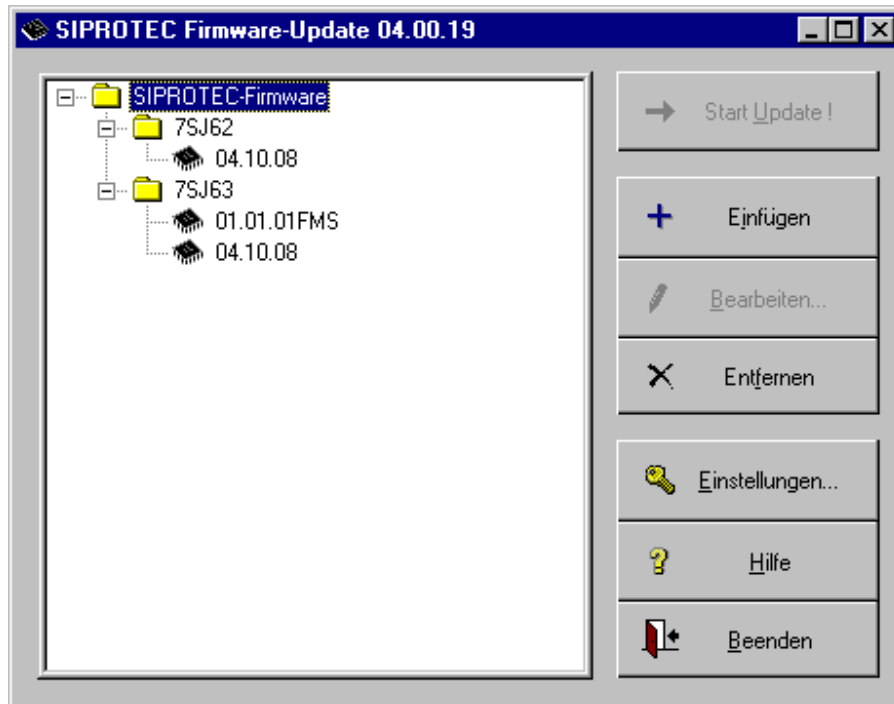 SIPROTEC Firmware-Update 04.00.19
SIPROTEC-Firmware
7SJ62
04.10.08
7SJ63
01.01.01FMS
04.10.08
Start Update !
Einfügen
Bearbeiten...
Entfernen
Einstellungen...
Hilfe
Beenden